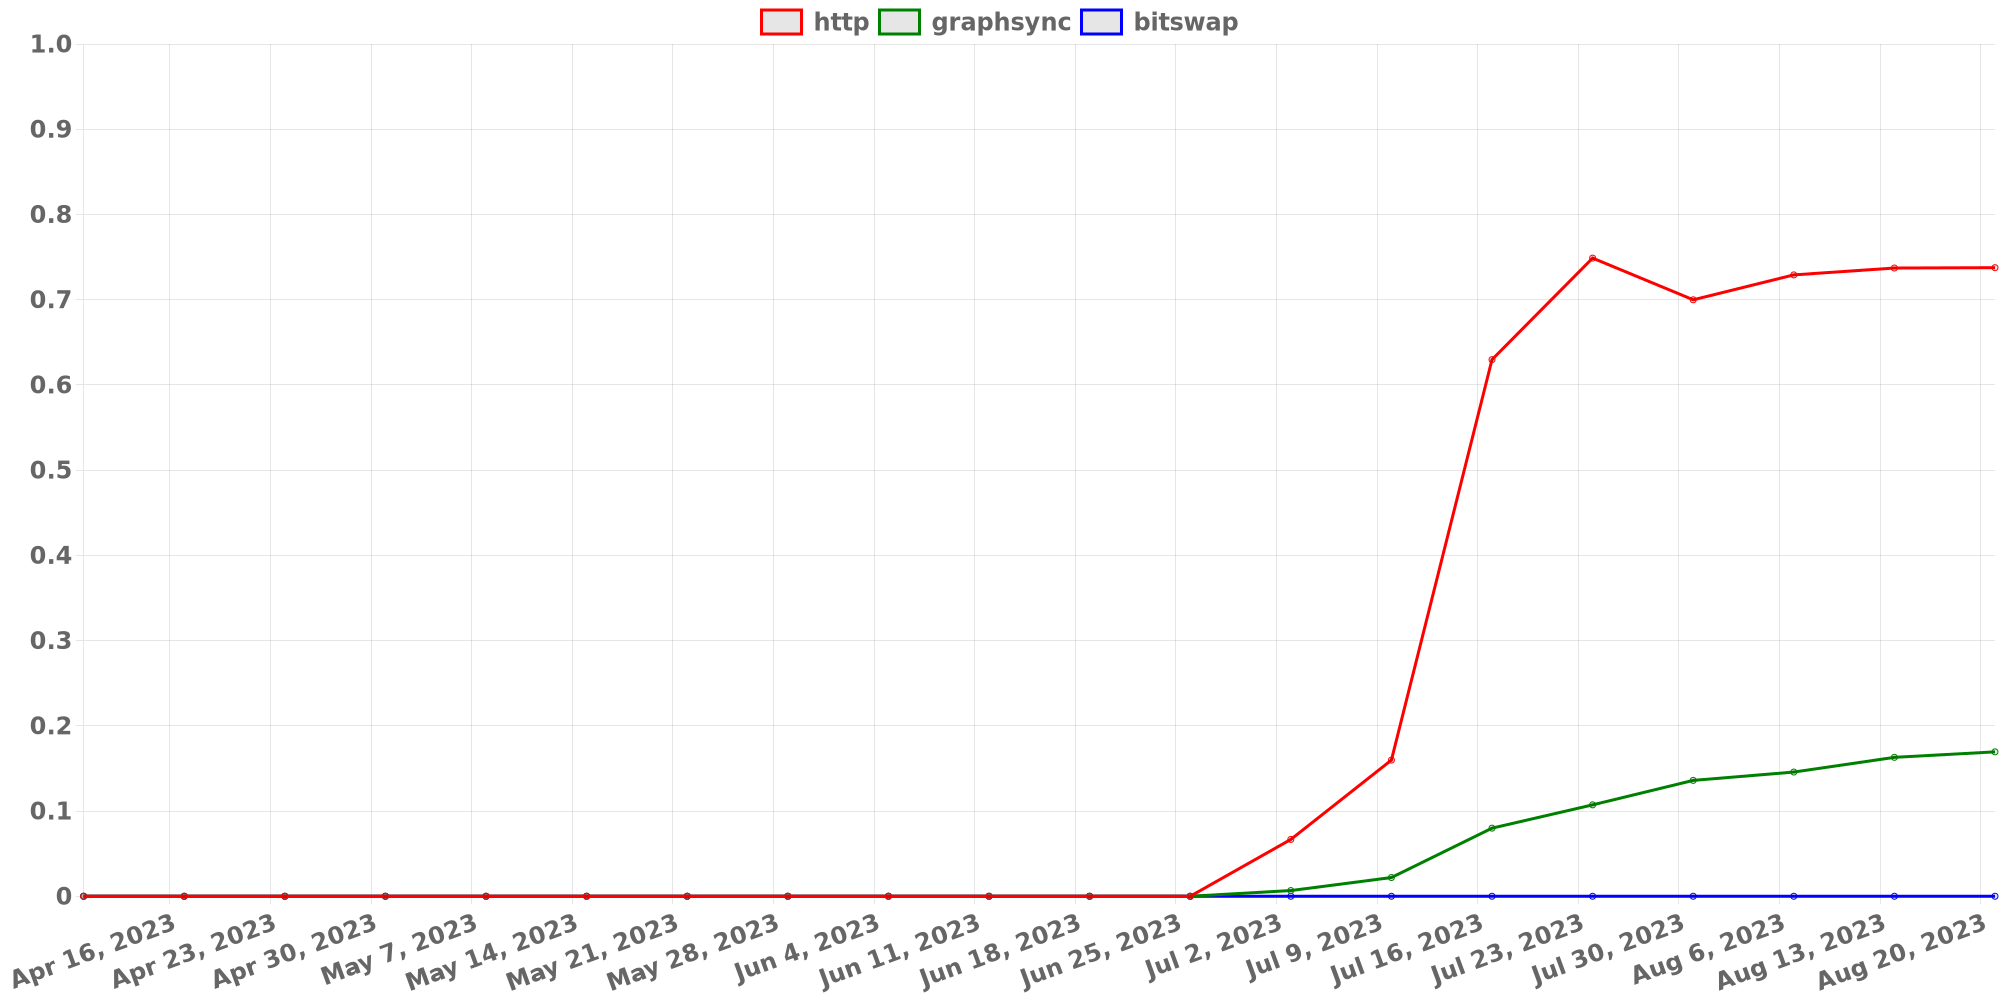 http graphsync bitswap
1.0
0.9
0.8
0.7
0.6
0.5
0.4
0.3
0.2
0.1
0
Apr 16, 2023
Apr 23, 2023
Apr 30, 2023
May 7, 2023
May 14, 2023
May 21, 2023
May 28, 2023
Jun 4, 2023
Jun 11, 2023
Jun 18, 2023
Jun 25, 2023
Jul 2, 2023
Jul 9, 2023
Jul 16, 2023
Jul 23, 2023
Jul 30, 2023
Aug 6, 2023
Aug 13, 2023
Aug 20, 2023